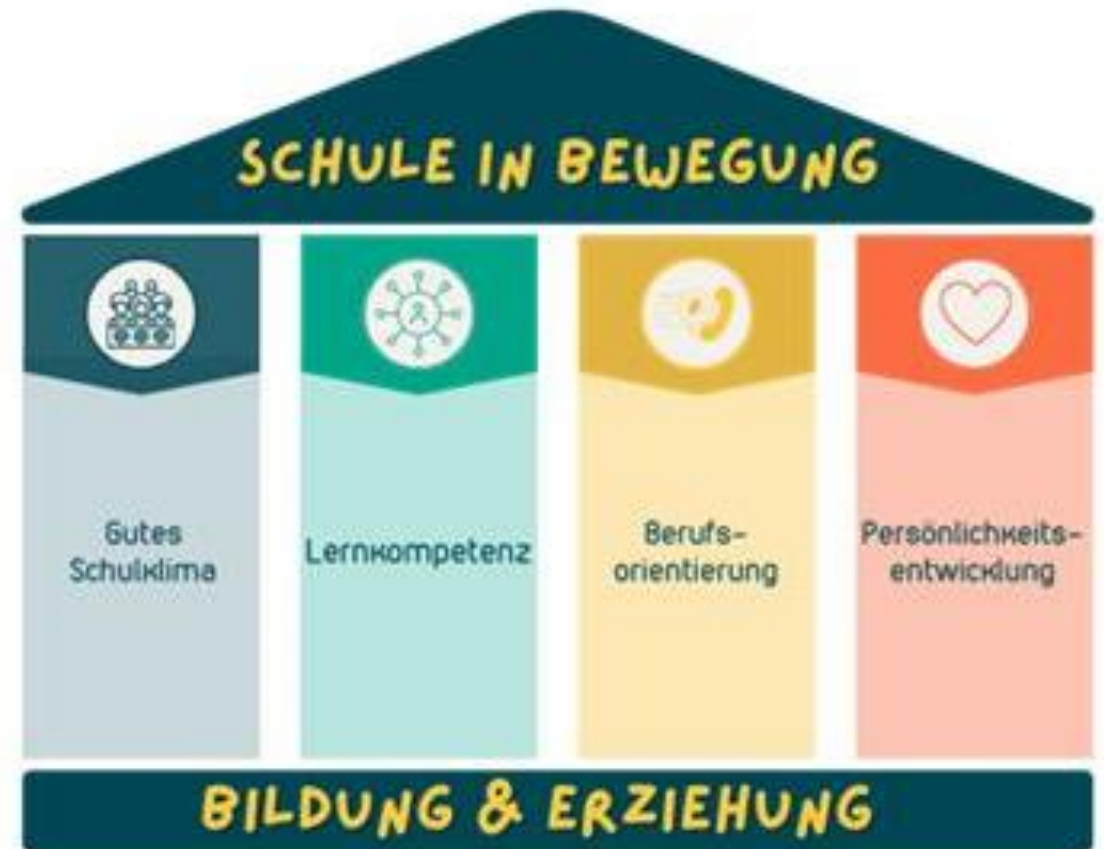 SCHULE IN BEWEGUNG
Gutes
Schulklima
Lernkompetenz
Berufs-
orientierung
Persönlichkeits-
entwicklung
BILDUNG & ERZIEHUNG